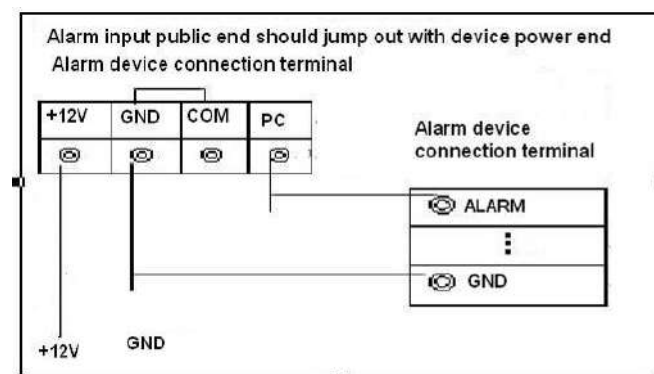 Alarm input public end should jump out with device power end
Alarm device connection terminal
+12V GND COM PC
Alarm device
connection terminal
ALARM
GND
+12V GND